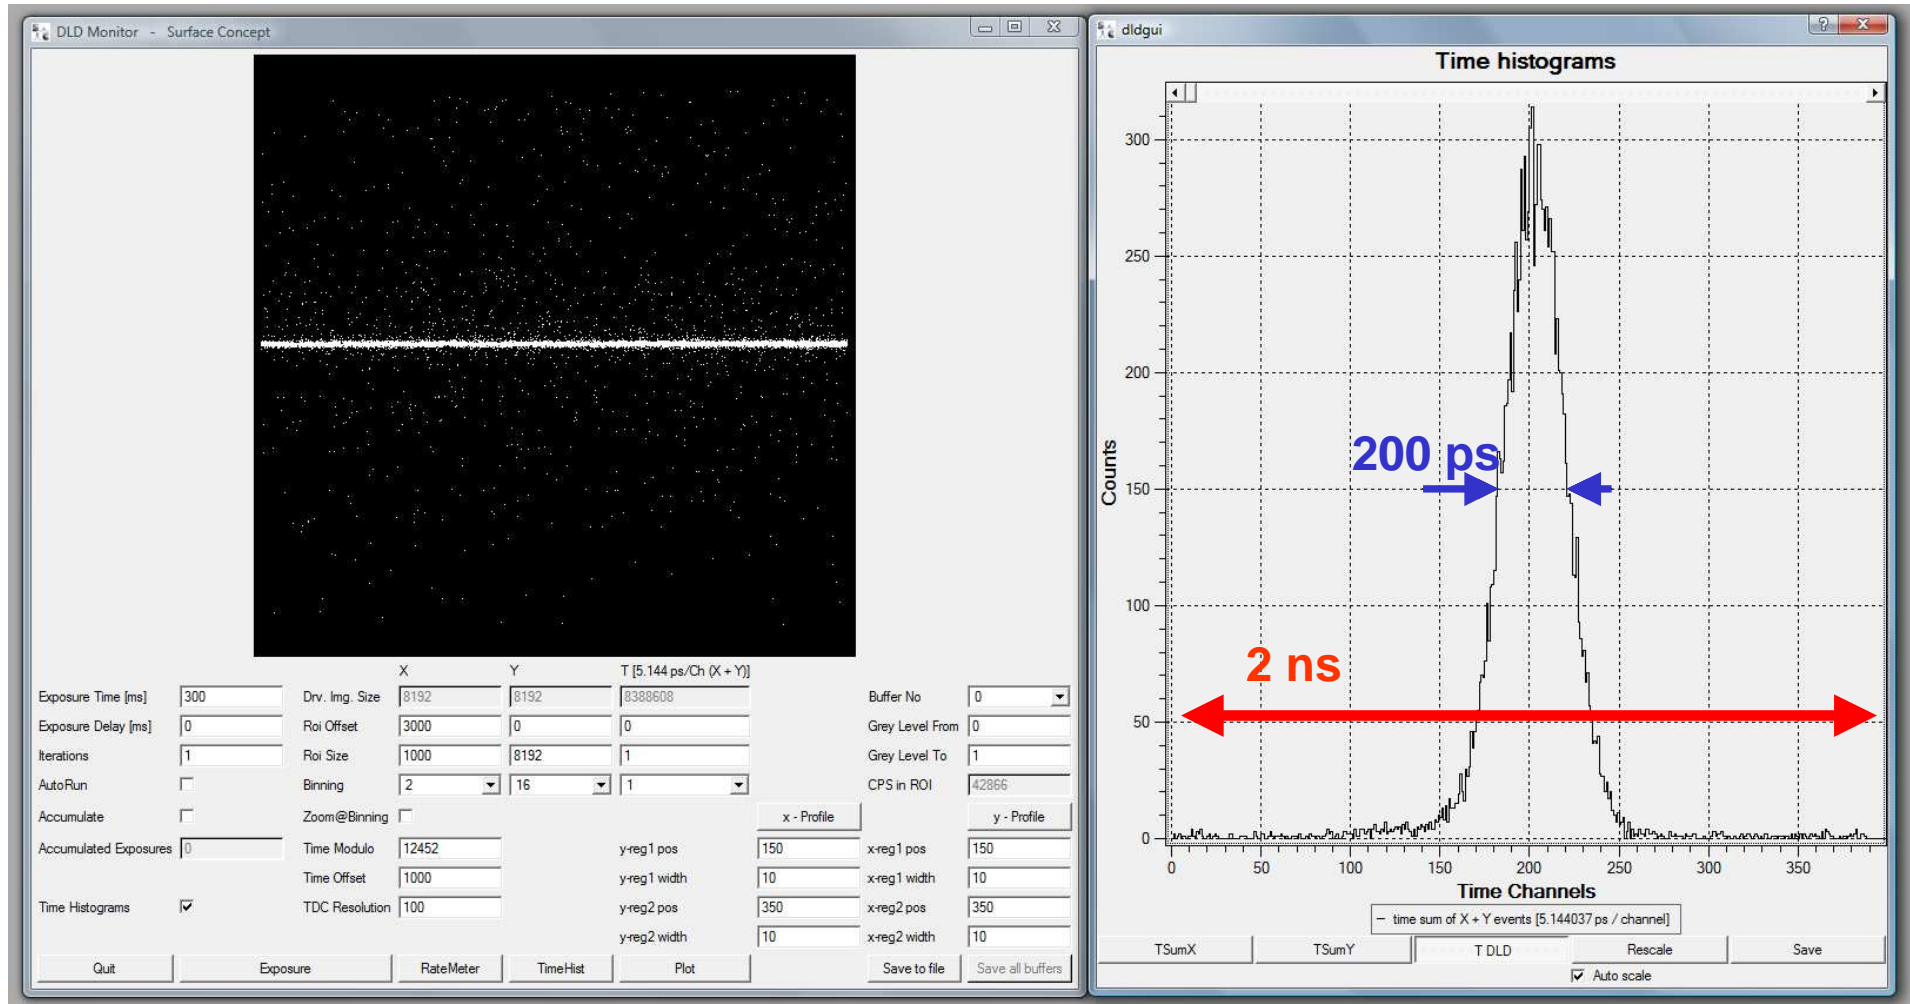 DLD Monitor - Surface Concept
X Y T [5.144 ps/Ch (X + Y)]
Exposure Time [ms] 300 Drv. Img. Size 8192 8192 8388608 Buffer No 0
Exposure Delay [ms] 0 Roi Offset 3000 0 0 Grey Level From 0
Iterations 1 Roi Size 1000 8192 1 Grey Level To 1
AutoRun Binning 2 16 1 CPS in ROI 42866
Accumulate Zoom@Binning x - Profile y - Profile
Accumulated Exposures 0 Time Modulo 12452 y-reg1 pos 150 x-reg1 pos 150
Time Offset 1000 y-reg1 width 10 x-reg1 width 10
Time Histograms TDC Resolution 100 y-reg2 pos 350 x-reg2 pos 350
y-reg2 width 10 x-reg2 width 10
Quit Exposure RateMeter TimeHist Plot Save to file Save all buffers
dldgui
Time histograms
300
250
200
200 ps
Counts
150
100
2 ns
50
0
0 50 100 150 200 250 300 350
Time Channels
time sum of X + Y events [5.144037 ps / channel]
TSumX TSumY T DLD Rescale Save
Auto scale